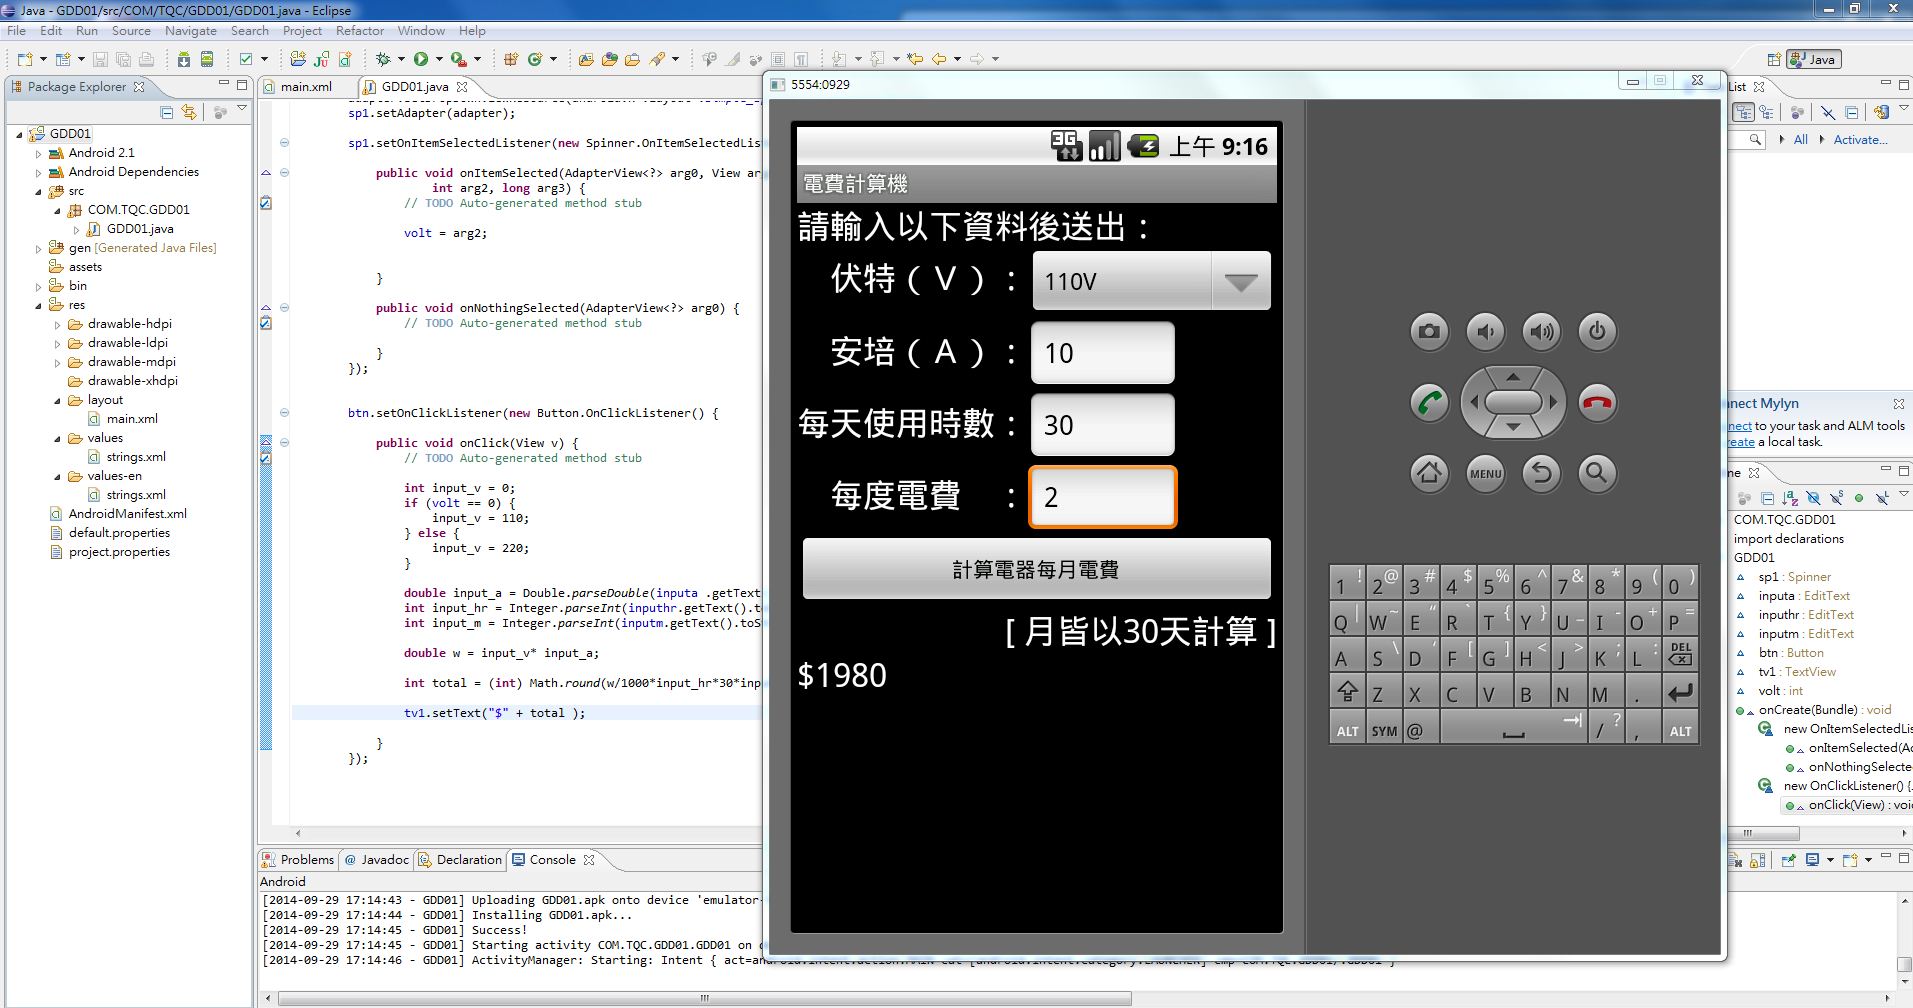 Java - GDD01/src/COM/TQC/GDD01/GDD01.java - Eclipse
File Edit Run Source Navigate Search Project Refactor Window Help
Java
Package Explorer
GDD01
Android 2.1
Android Dependencies
src
COM.TQC.GDD01
GDD01.java
gen [Generated Java Files]
assets
bin
res
drawable-hdpi
drawable-ldpi
drawable-mdpi
drawable-xhdpi
layout
main.xml
values
strings.xml
values-en
strings.xml
AndroidManifest.xml
default.properties
project.properties
main.xml GDD01.java
sp1.setAdapter(adapter);
sp1.setOnItemSelectedListener(new Spinner.OnItemSelectedLis
public void onItemSelected(AdapterView<?> arg0, View ar
int arg2, long arg3) {
// TODO Auto-generated method stub
volt = arg2;
}
public void onNothingSelected(AdapterView<?> arg0) {
// TODO Auto-generated method stub
}
});
btn.setOnClickListener(new Button.OnClickListener() {
public void onClick(View v) {
// TODO Auto-generated method stub
int input_v = 0;
if (volt == 0) {
input_v = 110;
} else {
input_v = 220;
}
double input_a = Double.parseDouble(inputa .getText
int input_hr = Integer.parseInt(inputhr.getText().to
int input_m = Integer.parseInt(inputm.getText().toS
double w = input_v* input_a;
int total = (int) Math.round(w/1000*input_hr*30*inp
tv1.setText("$" + total );
}
});
Problems @ Javadoc Declaration Console
Android
[2014-09-29 17:14:43 - GDD01] Uploading GDD01.apk onto device 'emulator-
[2014-09-29 17:14:44 - GDD01] Installing GDD01.apk...
[2014-09-29 17:14:45 - GDD01] Success!
[2014-09-29 17:14:45 - GDD01] Starting activity COM.TQC.GDD01.GDD01 on
[2014-09-29 17:14:46 - GDD01] ActivityManager: Starting: Intent {
5554:0929
3G 上午 9:16
電費計算機
請輸入以下資料後送出：
伏特（Ｖ）： 110V
安培（Ａ）： 10
每天使用時數： 30
每度電費　： 2
計算電器每月電費
[ 月皆以30天計算 ]
$1980
MENU
1 ! 2 @ 3 # 4 $ 5 % 6 ^ 7 & 8 * 9 ( 0 )
Q | W ~ E “ R ` T { Y } U _ I - O + P =
A S \ D ' F [ G ] H < J > K ; L : DEL
Z X C V B N M .
ALT SYM @ / ? , ALT
List
All Activate...
nnect Mylyn
nect to your task and ALM tools
reate a local task.
ne
COM.TQC.GDD01
import declarations
GDD01
sp1 : Spinner
inputa : EditText
inputhr : EditText
inputm : EditText
btn : Button
tv1 : TextView
volt : int
onCreate(Bundle) : void
new OnItemSelectedLis
onItemSelected(Ad
onNothingSelecte
new OnClickListener() {.
onClick(View) : voi